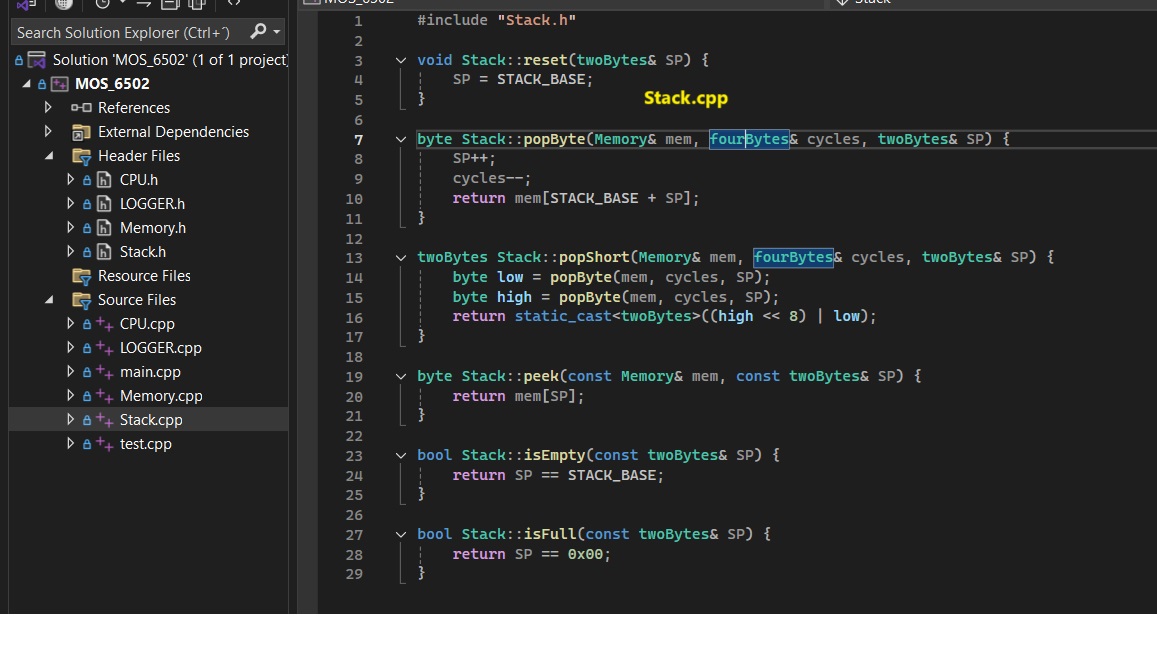 Search Solution Explorer (Ctrl+´)
Solution 'MOS_6502' (1 of 1 project)
MOS_6502
References
External Dependencies
Header Files
CPU.h
LOGGER.h
Memory.h
Stack.h
Resource Files
Source Files
CPU.cpp
LOGGER.cpp
main.cpp
Memory.cpp
Stack.cpp
test.cpp
MOS_6502
Stack
1 #include "Stack.h"
2
3 void Stack::reset(twoBytes& SP) {
4 SP = STACK_BASE;
5 }
Stack.cpp
6
7 byte Stack::popByte(Memory& mem, fourBytes& cycles, twoBytes& SP) {
8 SP++;
9 cycles--;
10 return mem[STACK_BASE + SP];
11 }
12
13 twoBytes Stack::popShort(Memory& mem, fourBytes& cycles, twoBytes& SP) {
14 byte low = popByte(mem, cycles, SP);
15 byte high = popByte(mem, cycles, SP);
16 return static_cast<twoBytes>((high << 8) | low);
17 }
18
19 byte Stack::peek(const Memory& mem, const twoBytes& SP) {
20 return mem[SP];
21 }
22
23 bool Stack::isEmpty(const twoBytes& SP) {
24 return SP == STACK_BASE;
25 }
26
27 bool Stack::isFull(const twoBytes& SP) {
28 return SP == 0x00;
29 }